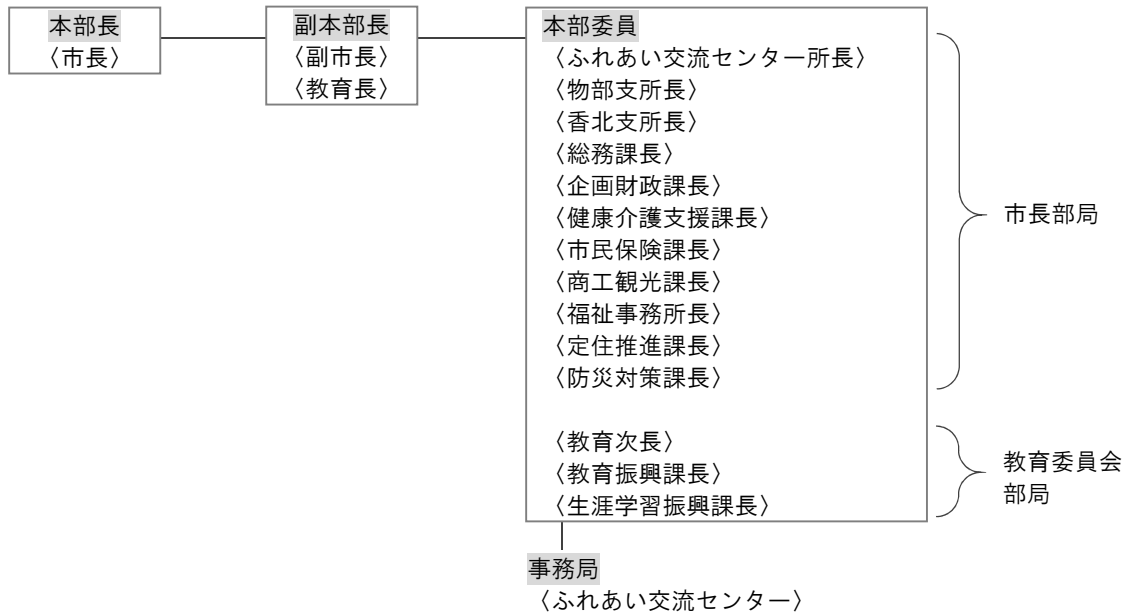 本部長
〈市長〉
副本部長
〈副市長〉
〈教育長〉
本部委員
〈ふれあい交流センター所長〉
〈物部支所長〉
〈香北支所長〉
〈総務課長〉
〈企画財政課長〉
〈健康介護支援課長〉
〈市民保険課長〉
〈商工観光課長〉
〈福祉事務所長〉
〈定住推進課長〉
〈防災対策課長〉
市長部局
〈教育次長〉
〈教育振興課長〉
〈生涯学習振興課長〉
教育委員会
部局
事務局
〈ふれあい交流センター〉